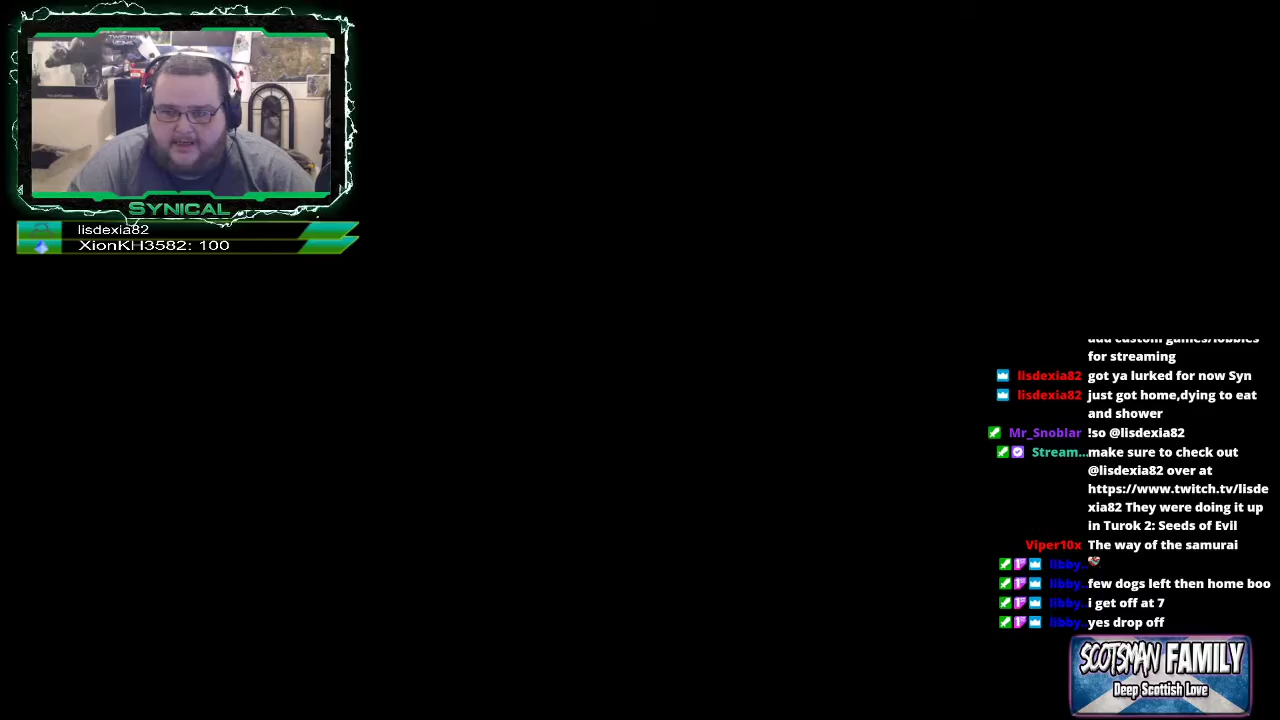 SYNICAL
lisdexia82
XionKH3582: 100
add custom games/lobbies
for streaming
lisdexia82 got ya lurked for now Syn
lisdexia82 just got home,dying to eat
and shower
Mr_Snoblar !so @lisdexia82
Stream... make sure to check out
@lisdexia82 over at
https://www.twitch.tv/lisde
xia82 They were doing it up
in Turok 2: Seeds of Evil
Viper10x The way of the samurai
libby..
libby.. few dogs left then home boo
libby.. i get off at 7
libby.. yes drop off
SCOTSMAN FAMILY
Deep Scottish Love